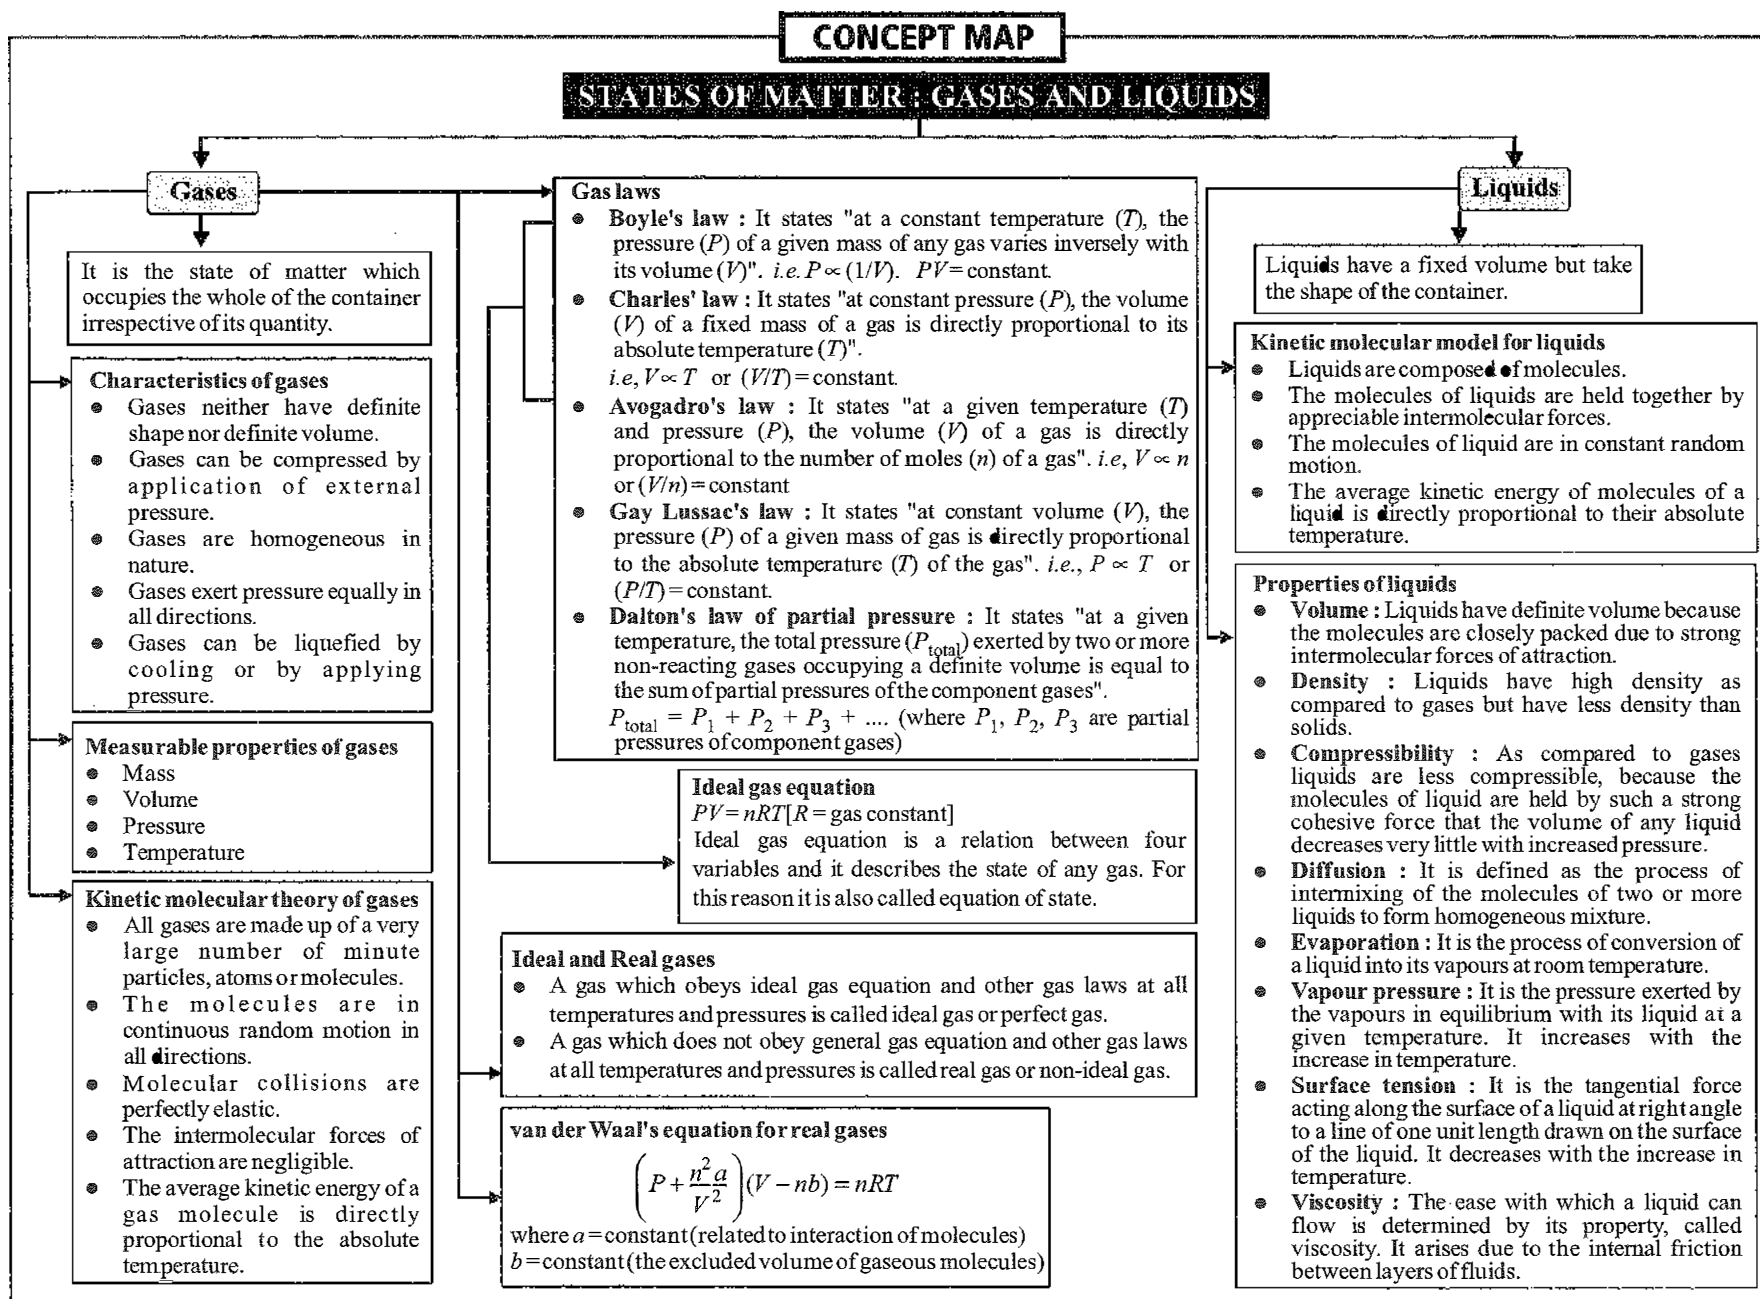 CONCEPT MAP
STATES OF MATTER : GASES AND LIQUIDS
Gases
It is the state of matter which
occupies the whole of the container
irrespective of its quantity.
Characteristics of gases
● Gases neither have definite
shape nor definite volume.
● Gases can be compressed by
application of external
pressure.
● Gases are homogeneous in
nature.
● Gases exert pressure equally in
all directions.
● Gases can be liquefied by
cooling or by applying
pressure.
Measurable properties of gases
● Mass
● Volume
● Pressure
● Temperature
Kinetic molecular theory of gases
● All gases are made up of a very
large number of minute
particles, atoms or molecules.
● The molecules are in
continuous random motion in
all directions.
● Molecular collisions are
perfectly elastic.
● The intermolecular forces of
attraction are negligible.
● The average kinetic energy of a
gas molecule is directly
proportional to the absolute
temperature.
Gas laws
● Boyle's law : It states "at a constant temperature (T), the
pressure (P) of a given mass of any gas varies inversely with
its volume (V)". i.e. P ∝ (1/V). PV = constant.
● Charles' law : It states "at constant pressure (P), the volume
(V) of a fixed mass of a gas is directly proportional to its
absolute temperature (T)".
i.e, V ∝ T or (V/T) = constant.
● Avogadro's law : It states "at a given temperature (T)
and pressure (P), the volume (V) of a gas is directly
proportional to the number of moles (n) of a gas". i.e, V ∝ n
or (V/n) = constant
● Gay Lussac's law : It states "at constant volume (V), the
pressure (P) of a given mass of gas is directly proportional
to the absolute temperature (T) of the gas". i.e., P ∝ T or
(P/T) = constant.
● Dalton's law of partial pressure : It states "at a given
temperature, the total pressure (P_total) exerted by two or more
non-reacting gases occupying a definite volume is equal to
the sum of partial pressures of the component gases".
P_total = P₁ + P₂ + P₃ + .... (where P₁, P₂, P₃ are partial
pressures of component gases)
Ideal gas equation
PV = nRT [R = gas constant]
Ideal gas equation is a relation between four
variables and it describes the state of any gas. For
this reason it is also called equation of state.
Ideal and Real gases
● A gas which obeys ideal gas equation and other gas laws at all
temperatures and pressures is called ideal gas or perfect gas.
● A gas which does not obey general gas equation and other gas laws
at all temperatures and pressures is called real gas or non-ideal gas.
van der Waal's equation for real gases
(P + n²a/V²)(V − nb) = nRT
where a = constant (related to interaction of molecules)
b = constant (the excluded volume of gaseous molecules)
Liquids
Liquids have a fixed volume but take
the shape of the container.
Kinetic molecular model for liquids
● Liquids are composed of molecules.
● The molecules of liquids are held together by
appreciable intermolecular forces.
● The molecules of liquid are in constant random
motion.
● The average kinetic energy of molecules of a
liquid is directly proportional to their absolute
temperature.
Properties of liquids
● Volume : Liquids have definite volume because
the molecules are closely packed due to strong
intermolecular forces of attraction.
● Density : Liquids have high density as
compared to gases but have less density than
solids.
● Compressibility : As compared to gases
liquids are less compressible, because the
molecules of liquid are held by such a strong
cohesive force that the volume of any liquid
decreases very little with increased pressure.
● Diffusion : It is defined as the process of
intermixing of the molecules of two or more
liquids to form homogeneous mixture.
● Evaporation : It is the process of conversion of
a liquid into its vapours at room temperature.
● Vapour pressure : It is the pressure exerted by
the vapours in equilibrium with its liquid at a
given temperature. It increases with the
increase in temperature.
● Surface tension : It is the tangential force
acting along the surface of a liquid at right angle
to a line of one unit length drawn on the surface
of the liquid. It decreases with the increase in
temperature.
● Viscosity : The ease with which a liquid can
flow is determined by its property, called
viscosity. It arises due to the internal friction
between layers of fluids.